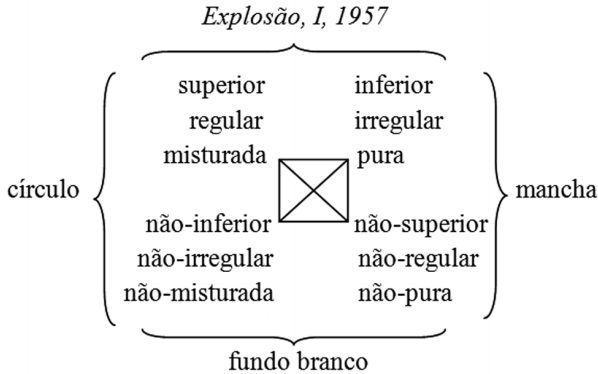 Explosão, I, 1957
superior inferior
regular irregular
misturada pura
círculo mancha
não-inferior não-superior
não-irregular não-regular
não-misturada não-pura
fundo branco